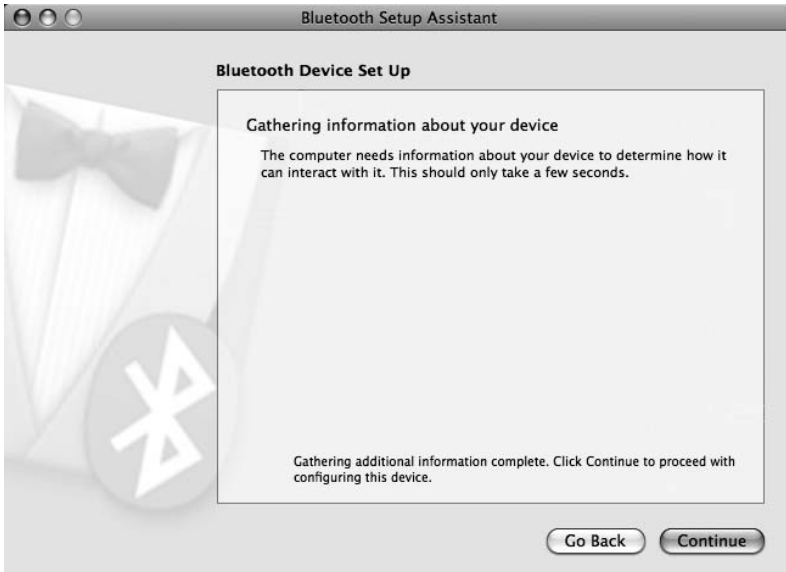 Bluetooth Setup Assistant
Bluetooth Device Set Up
Gathering information about your device
The computer needs information about your device to determine how it
can interact with it. This should only take a few seconds.
Gathering additional information complete. Click Continue to proceed with
configuring this device.
Go Back
Continue